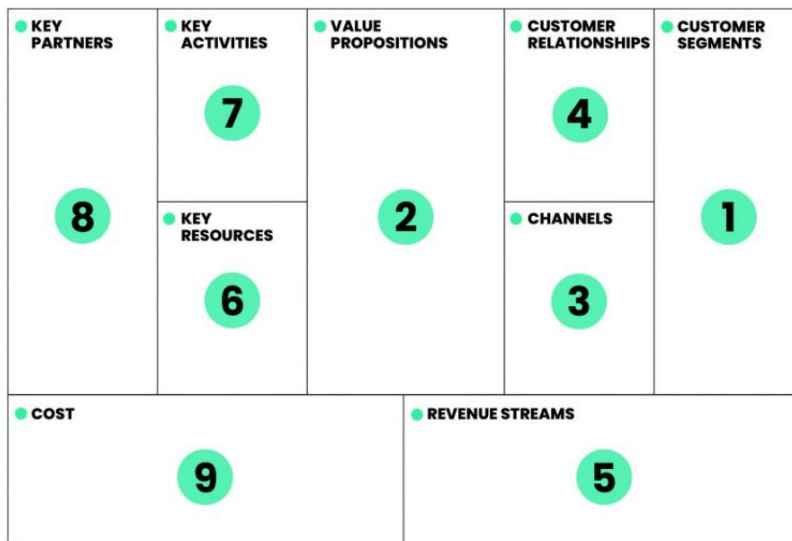 KEY
PARTNERS
8
KEY
ACTIVITIES
7
KEY
RESOURCES
6
VALUE
PROPOSITIONS
2
CUSTOMER
RELATIONSHIPS
4
CHANNELS
3
CUSTOMER
SEGMENTS
1
COST
9
REVENUE STREAMS
5